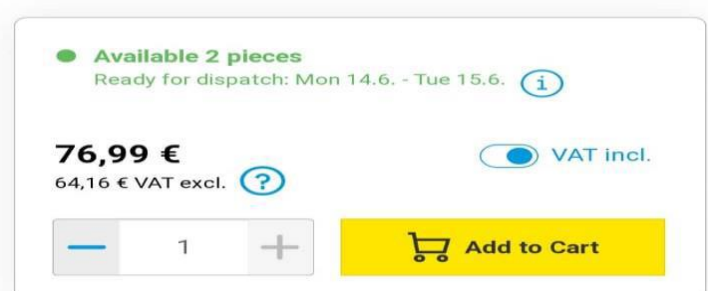 Available 2 pieces
Ready for dispatch: Mon 14.6. - Tue 15.6. i
76,99 €
VAT incl.
64,16 € VAT excl. ?
1
Add to Cart